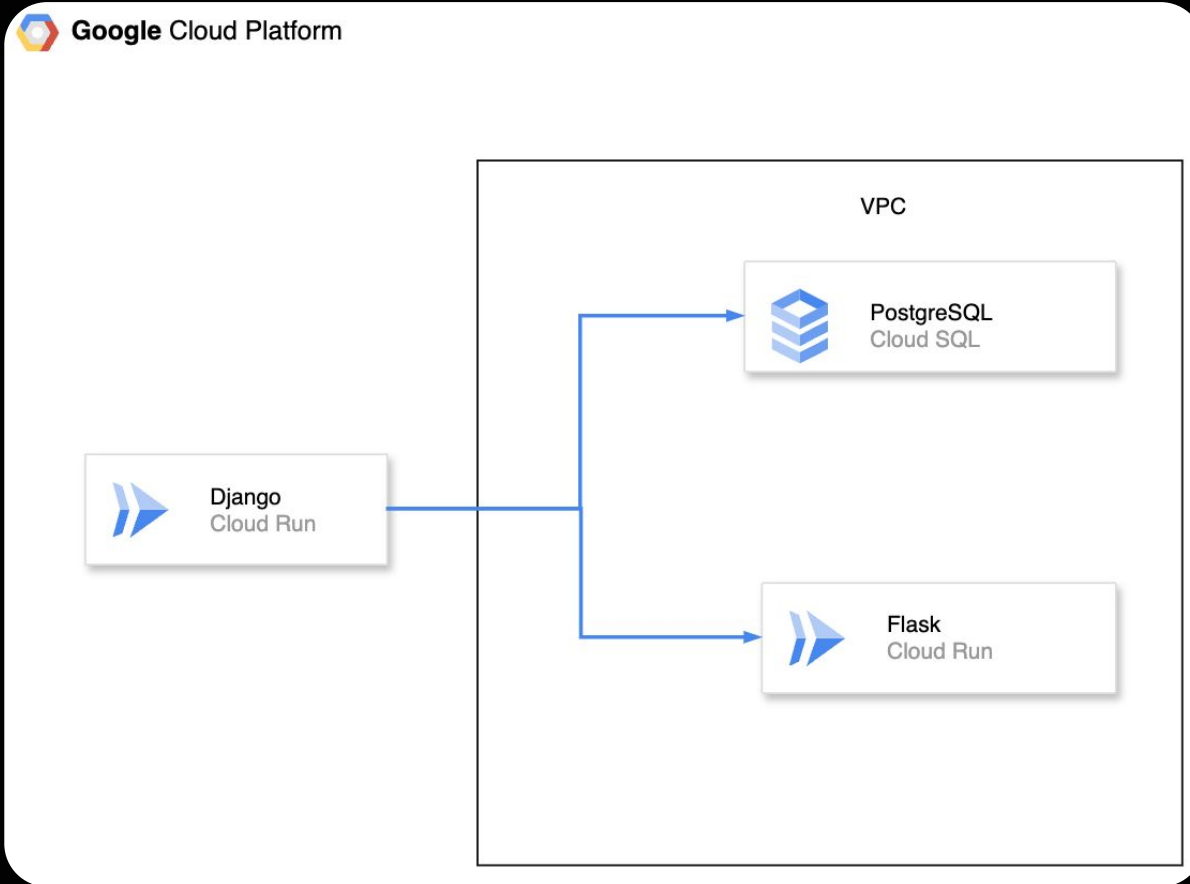 Google Cloud Platform
VPC
PostgreSQL
Cloud SQL
Django
Cloud Run
Flask
Cloud Run